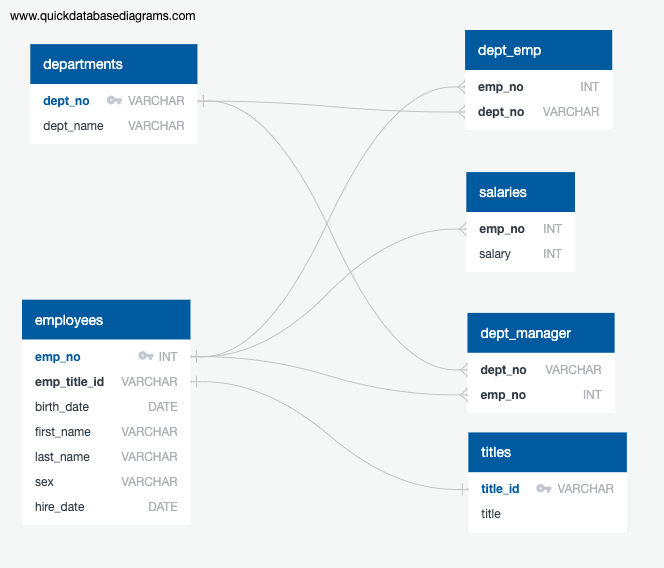 www.quickdatabasediagrams.com
departments
dept_no VARCHAR
dept_name VARCHAR
dept_emp
emp_no INT
dept_no VARCHAR
salaries
emp_no INT
salary INT
employees
emp_no INT
emp_title_id VARCHAR
birth_date DATE
first_name VARCHAR
last_name VARCHAR
sex VARCHAR
hire_date DATE
dept_manager
dept_no VARCHAR
emp_no INT
titles
title_id VARCHAR
title